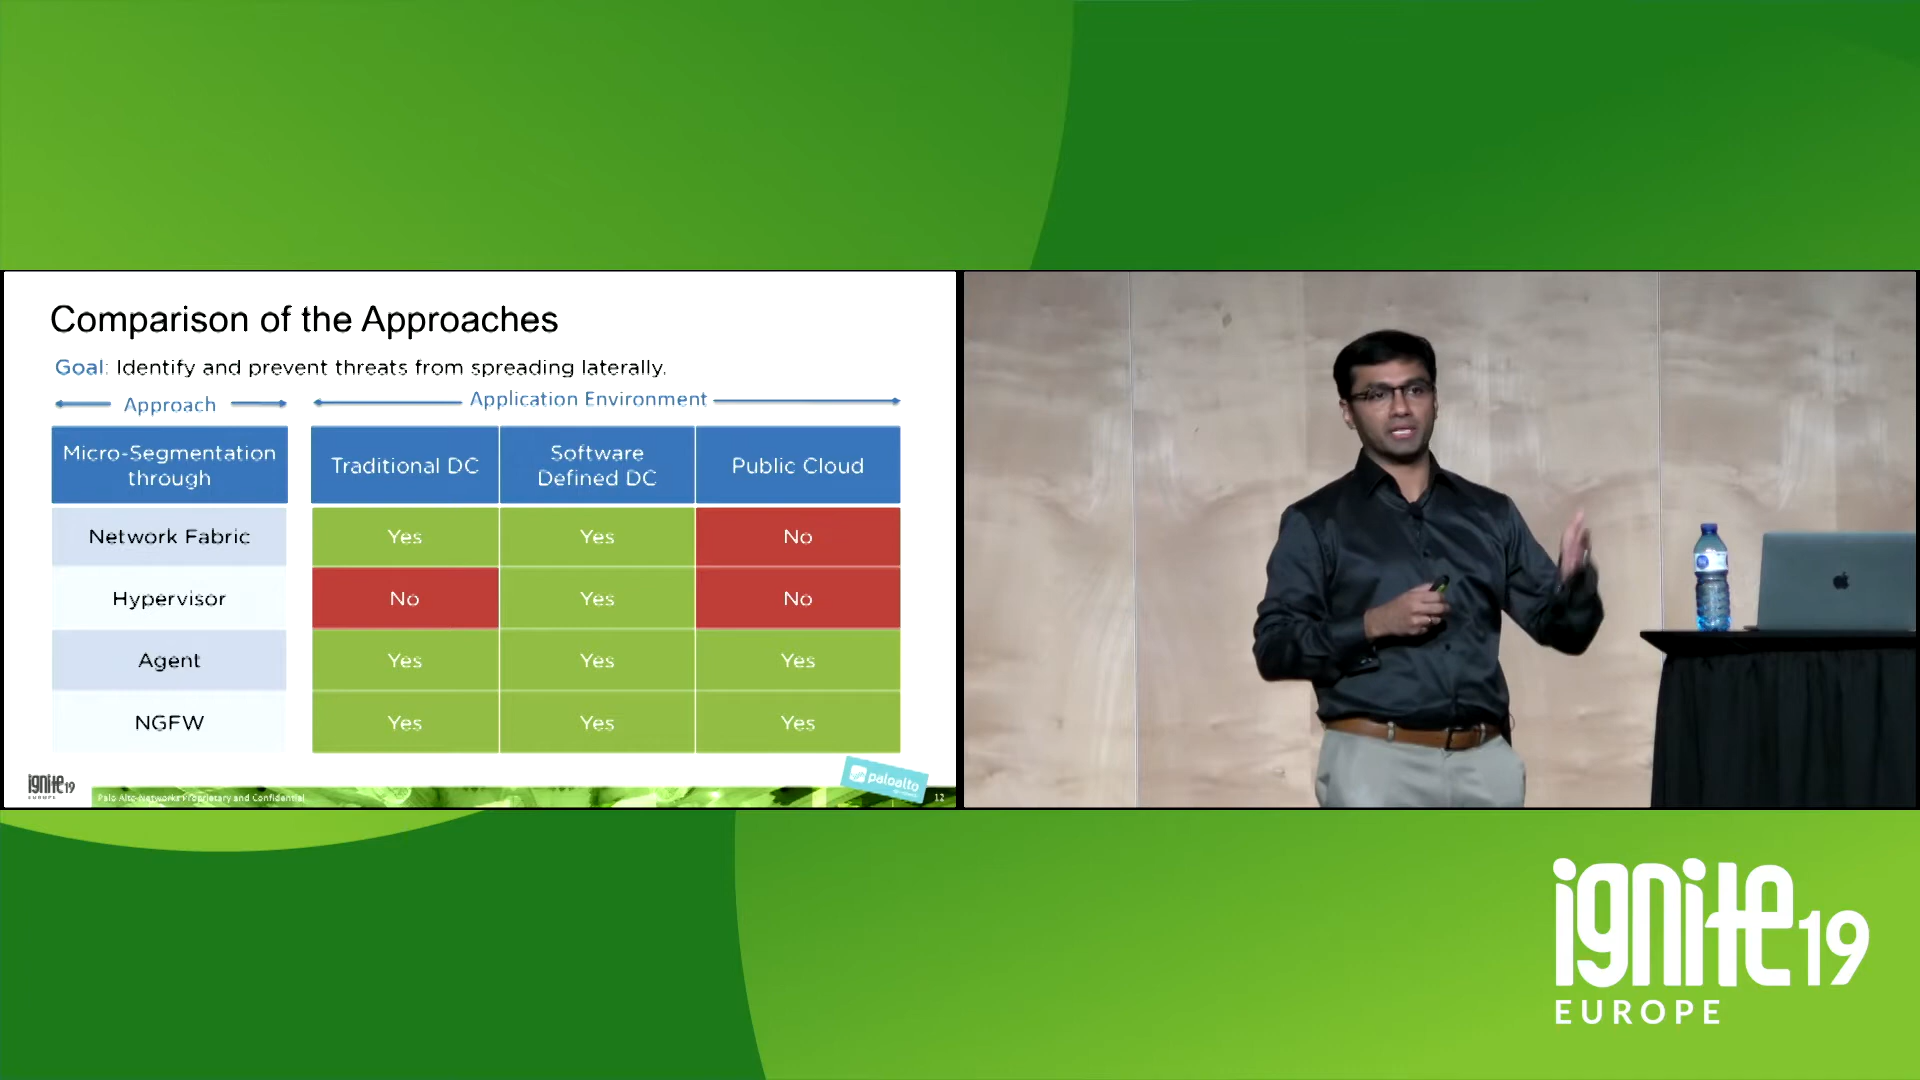 Comparison of the Approaches
Goal: Identify and prevent threats from spreading laterally.
Approach
Application Environment
Micro-Segmentation through
Traditional DC
Software Defined DC
Public Cloud
Network Fabric
Yes
Yes
No
Hypervisor
No
Yes
No
Agent
Yes
Yes
Yes
NGFW
Yes
Yes
Yes
ignite19
EUROPE
Palo Alto Networks Proprietary and Confidential
paloalto
12
ignite19
EUROPE